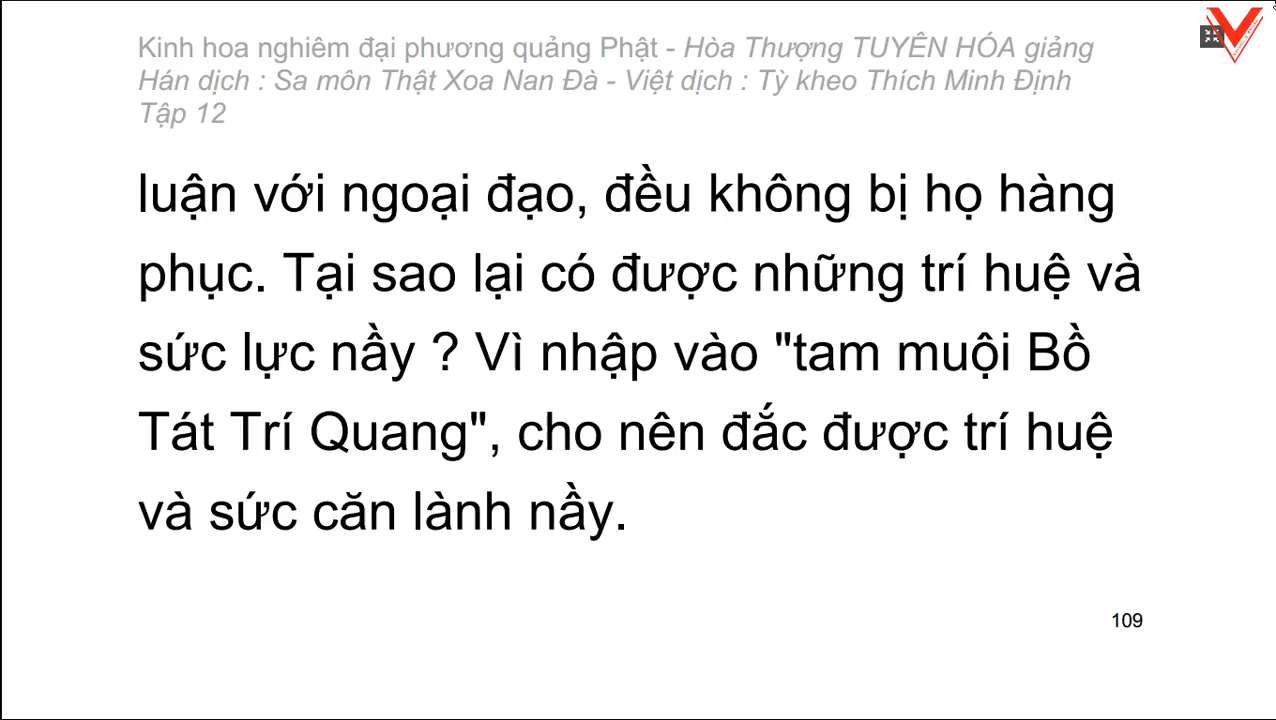 Kinh hoa nghiêm đại phương quảng Phật - Hòa Thượng TUYÊN HÓA giảng
Hán dịch : Sa môn Thật Xoa Nan Đà - Việt dịch : Tỳ kheo Thích Minh Định
Tập 12
luận với ngoại đạo, đều không bị họ hàng
phục. Tại sao lại có được những trí huệ và
sức lực nầy ? Vì nhập vào "tam muội Bồ
Tát Trí Quang", cho nên đắc được trí huệ
và sức căn lành nầy.
109